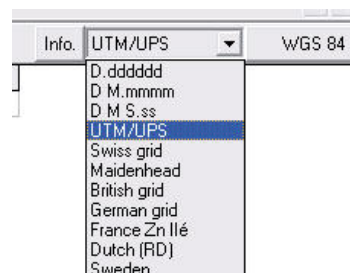 Info. UTM/UPS WGS 84
D.dddddd
D M.mmmm
D M S.ss
UTM/UPS
Swiss grid
Maidenhead
British grid
German grid
France Zn IIé
Dutch (RD)
Sweden